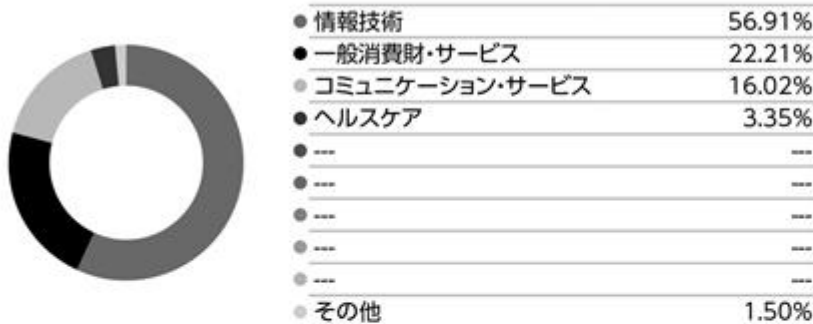 情報技術 56.91%
一般消費財・サービス 22.21%
コミュニケーション・サービス 16.02%
ヘルスケア 3.35%
--- ---
--- ---
--- ---
--- ---
--- ---
その他 1.50%